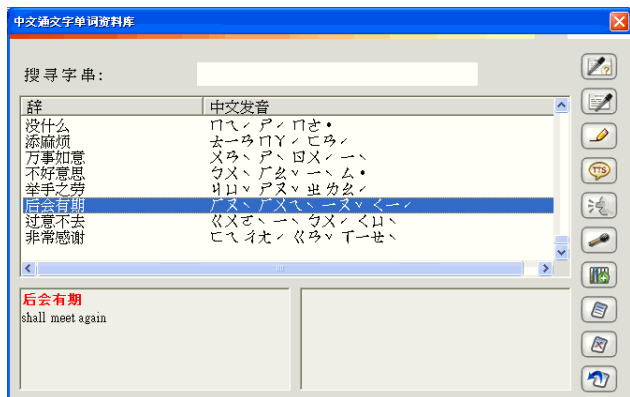 中文通文字单词资料库
搜寻字串:
辞 中文发音
没什么 ㄇㄟˊ ㄕˊ ㄇㄜ˙
添麻烦 ㄊㄧㄢ ㄇㄚˊ ㄈㄢˊ
万事如意 ㄨㄢˋ ㄕˋ ㄖㄨˊ ㄧˋ
不好意思 ㄅㄨˋ ㄏㄠˇ ㄧˋ ㄙ˙
举手之劳 ㄐㄩˇ ㄕㄡˇ ㄓ ㄌㄠˊ
后会有期 ㄏㄡˋ ㄏㄨㄟˋ ㄧㄡˇ ㄑㄧˊ
过意不去 ㄍㄨㄛˋ ㄧˋ ㄅㄨˊ ㄑㄩˋ
非常感谢 ㄈㄟ ㄔㄤˊ ㄍㄢˇ ㄒㄧㄝˋ
后会有期
shall meet again
TTS